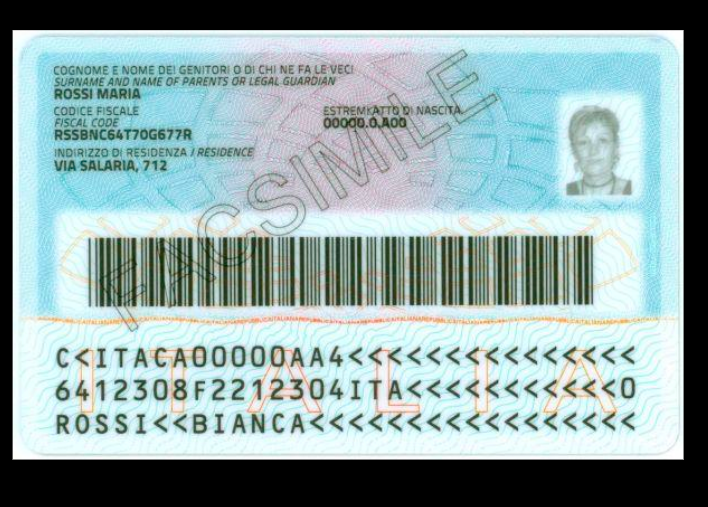 COGNOME E NOME DEI GENITORI O DI CHI NE FA LE VECI
SURNAME AND NAME OF PARENTS OR LEGAL GUARDIAN
ROSSI MARIA
CODICE FISCALE
FISCAL CODE
RSSBNC64T70G677R
ESTREMI ATTO DI NASCITA
00000.0.A00
INDIRIZZO DI RESIDENZA / RESIDENCE
VIA SALARIA, 712
FACSIMILE
C<ITACA00000AA4<<<<<<<<<<<<<<<
6412308F2212304ITA<<<<<<<<<<<0
ROSSI<<BIANCA<<<<<<<<<<<<<<<<<
ITALIA